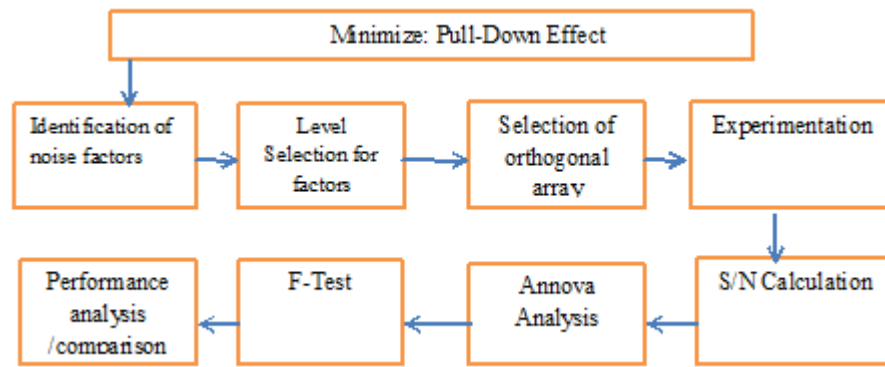 Minimize: Pull-Down Effect
Identification of
noise factors
Level
Selection for
factors
Selection of
orthogonal
array
Experimentation
S/N Calculation
Annova
Analysis
F-Test
Performance
analysis
/comparison